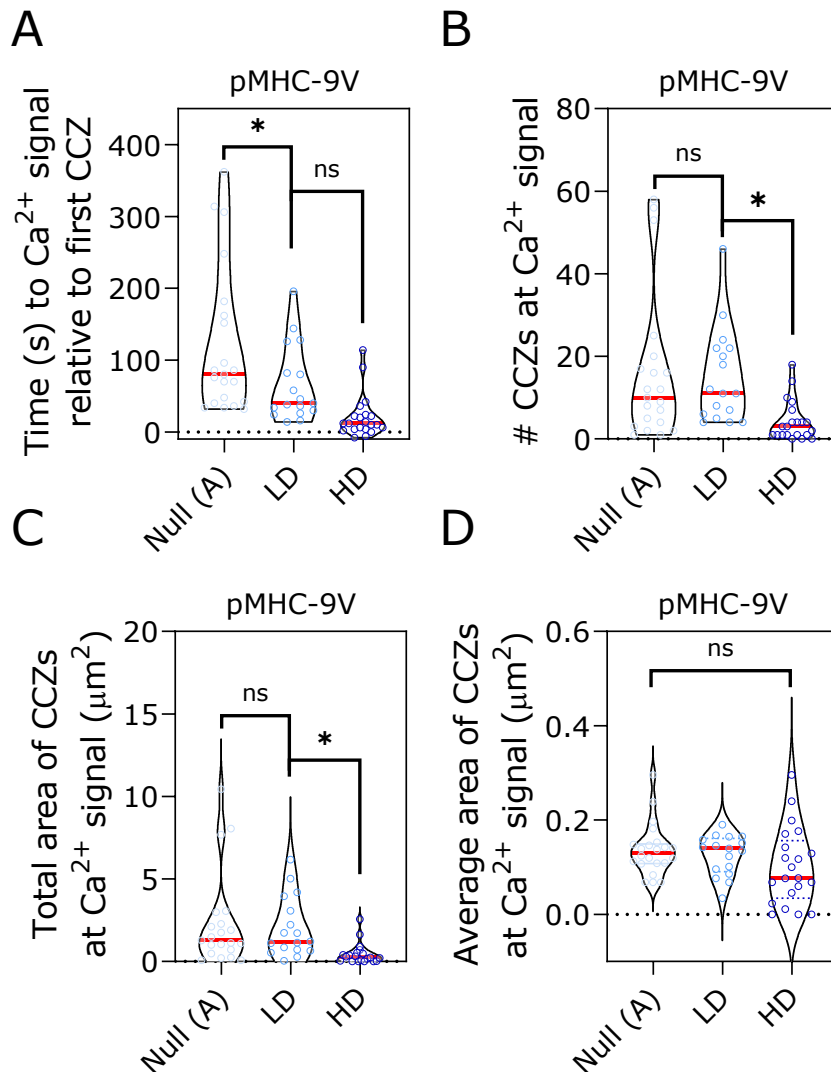 A
pMHC-9V
Time (s) to Ca²⁺ signal
relative to first CCZ
400
300
200
100
0
*
ns
Null (A)
LD
HD
B
pMHC-9V
# CCZs at Ca²⁺ signal
80
60
40
20
0
ns
*
Null (A)
LD
HD
C
pMHC-9V
Total area of CCZs
at Ca²⁺ signal (μm²)
20
15
10
5
0
ns
*
Null (A)
LD
HD
D
pMHC-9V
Average area of CCZs
at Ca²⁺ signal (μm²)
0.6
0.4
0.2
0.0
ns
Null (A)
LD
HD